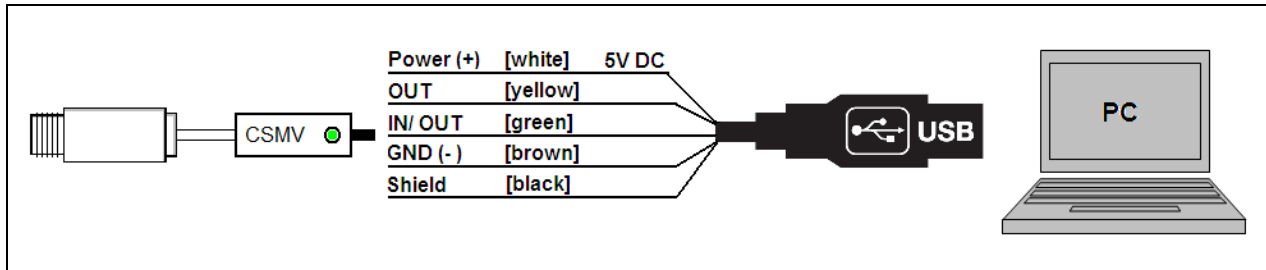 Power (+) [white] 5V DC
OUT [yellow]
IN/ OUT [green]
GND (- ) [brown]
Shield [black]
CSMV
USB
PC